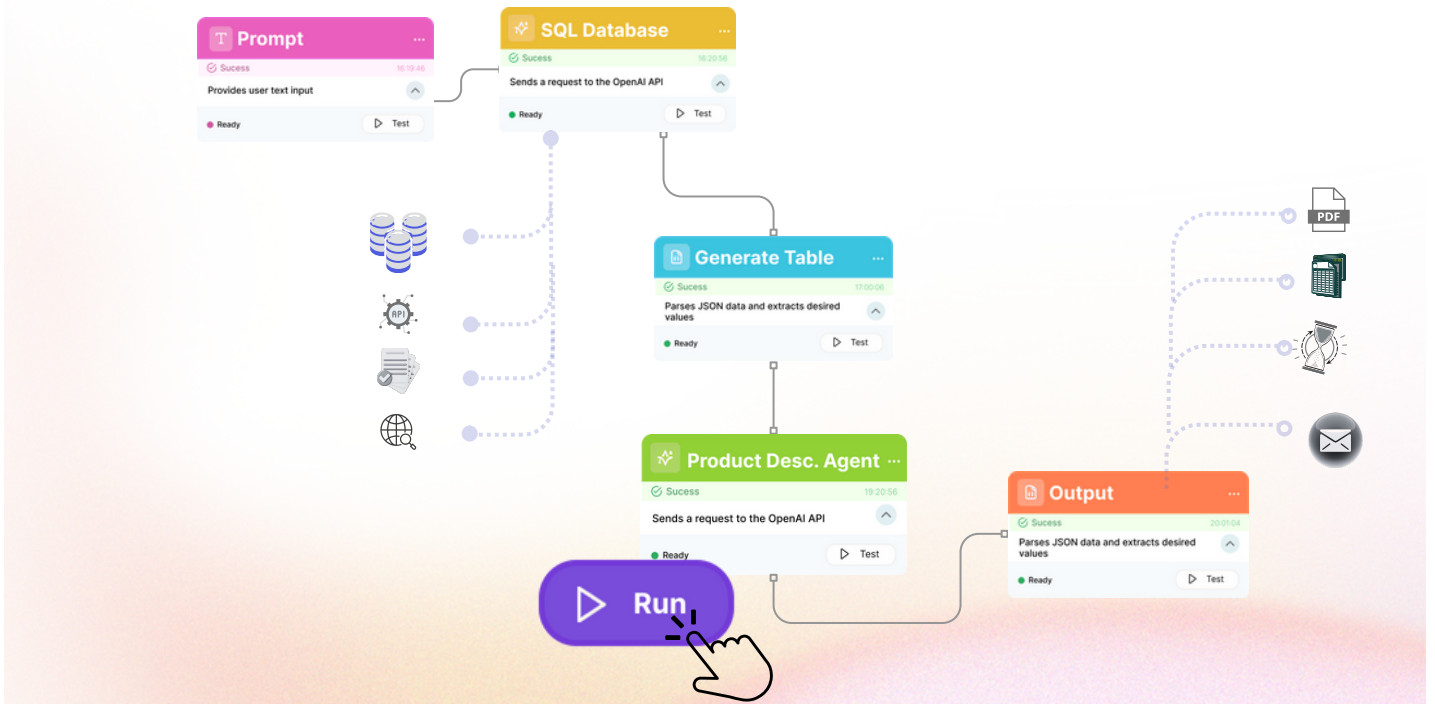 Prompt
Sucess 16:19:46
Provides user text input
Ready Test
SQL Database
Sucess 16:20:56
Sends a request to the OpenAI API
Ready Test
API
Generate Table
Sucess 17:00:06
Parses JSON data and extracts desired
values
Ready Test
Product Desc. Agent
Sucess 19:20:56
Sends a request to the OpenAI API
Ready Test
Run
Output
Sucess 20:01:04
Parses JSON data and extracts desired
values
Ready Test
PDF